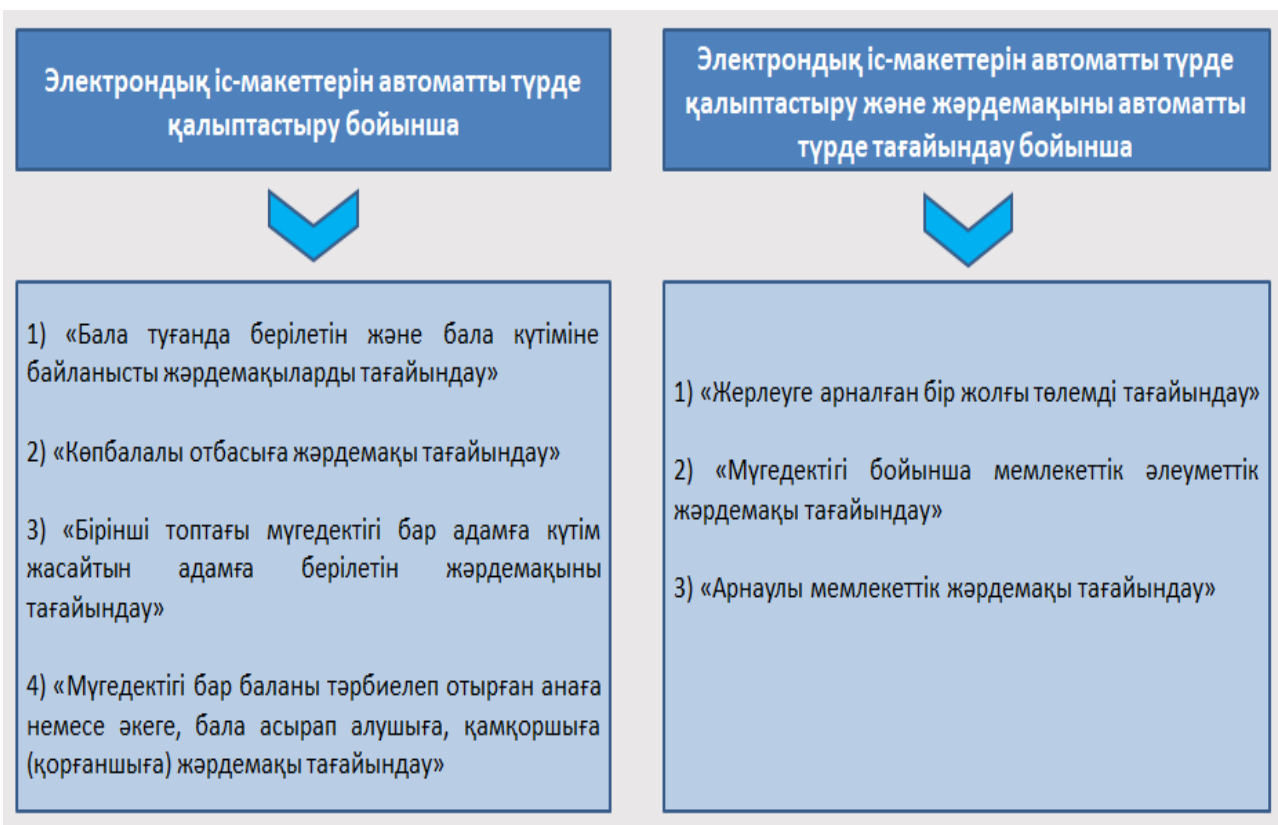 Электрондық іс-макеттерін автоматты түрде
қалыптастыру бойынша
1) «Бала туғанда берілетін және бала күтіміне
байланысты жәрдемақыларды тағайындау»
2) «Көпбалалы отбасыға жәрдемақы тағайындау»
3) «Бірінші топтағы мүгедектігі бар адамға күтім
жасайтын адамға берілетін жәрдемақыны
тағайындау»
4) «Мүгедектігі бар баланы тәрбиелеп отырған анаға
немесе әкеге, бала асырап алушыға, қамқоршыға
(қорғаншыға) жәрдемақы тағайындау»
Электрондық іс-макеттерін автоматты түрде
қалыптастыру және жәрдемақыны автоматты
түрде тағайындау бойынша
1) «Жерлеуге арналған бір жолғы төлемді тағайындау»
2) «Мүгедектігі бойынша мемлекеттік әлеуметтік
жәрдемақы тағайындау»
3) «Арнаулы мемлекеттік жәрдемақы тағайындау»